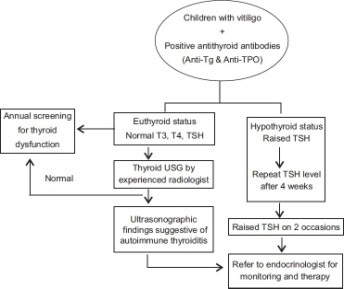 Children with vitiligo
+
Positive antithyroid antibodies
(Anti-Tg & Anti-TPO)
Annual screening
for thyroid
dysfunction
Euthyroid status
Normal T3, T4, TSH
Hypothyroid status
Raised TSH
Repeat TSH level
after 4 weeks
Thyroid USG by
experienced radiologist
Normal
Ultrasonographic
findings suggestive of
autoimmune thyroiditis
Raised TSH on 2 occasions
Refer to endocrinologist for
monitoring and therapy